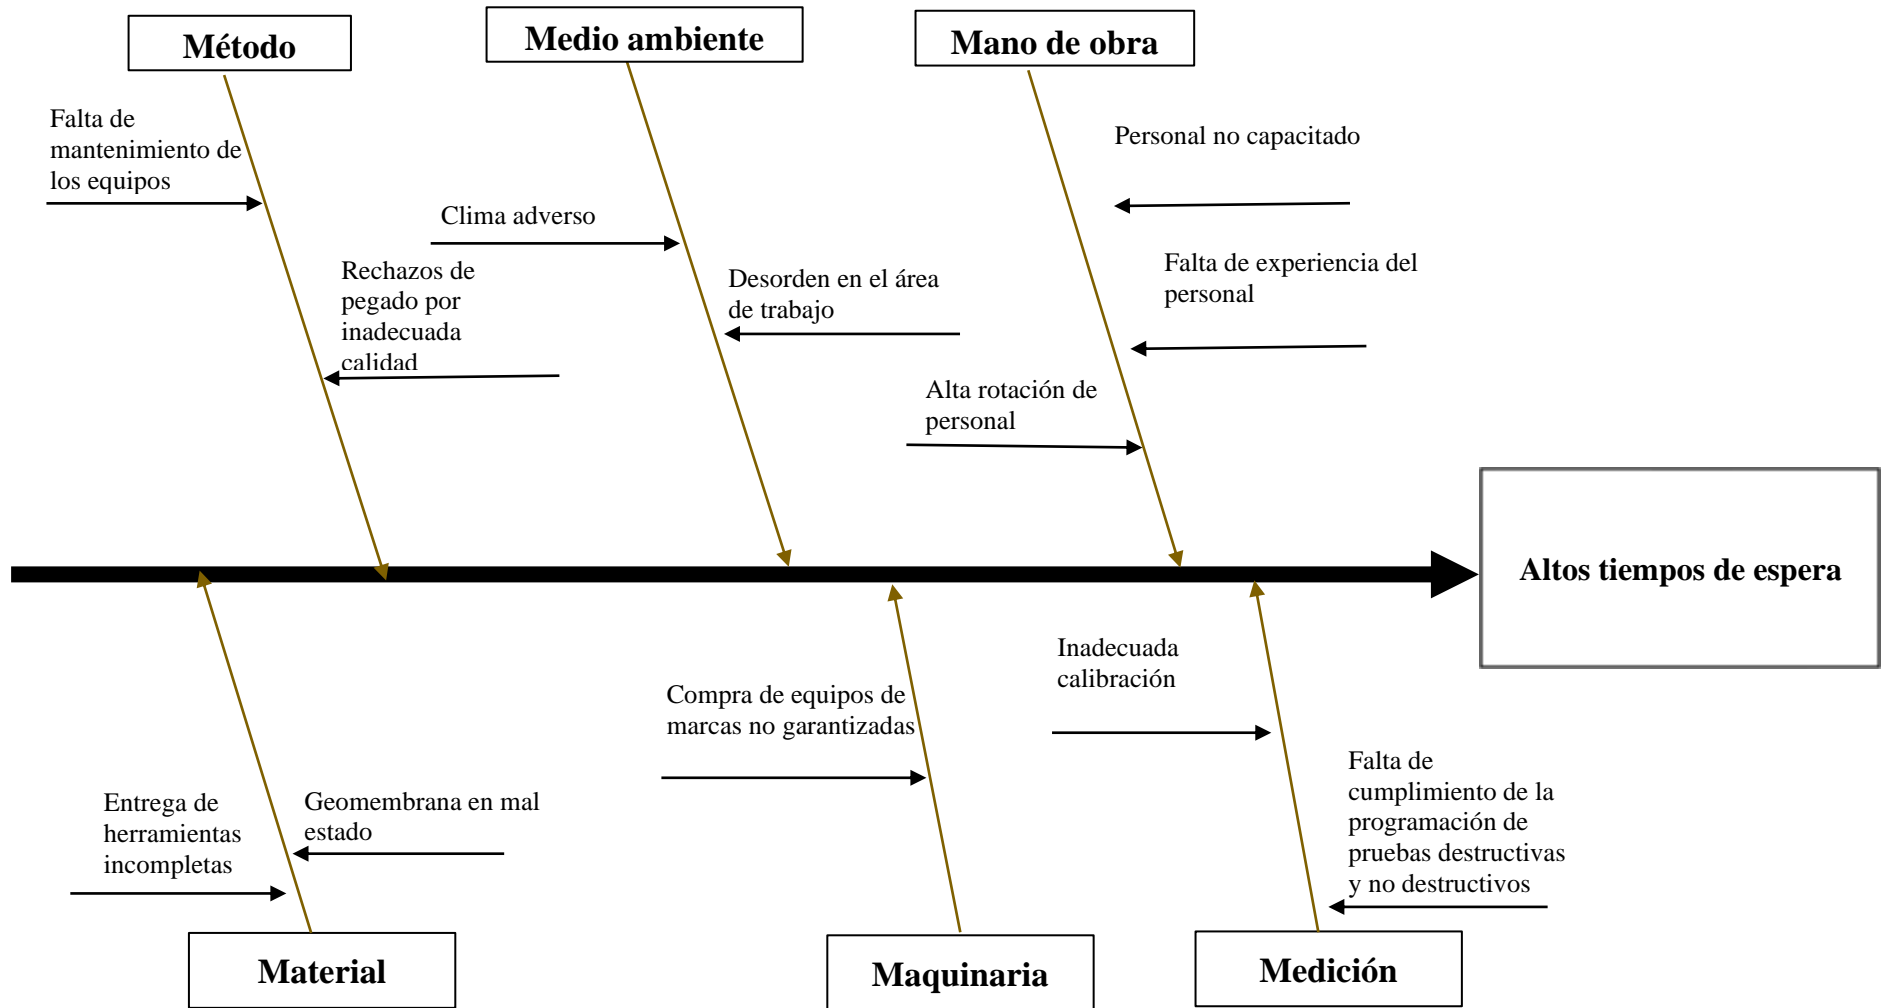 Método
Medio ambiente
Mano de obra
Falta de
mantenimiento de
los equipos
Personal no capacitado
Clima adverso
Rechazos de
pegado por
inadecuada
calidad
Desorden en el área
de trabajo
Falta de experiencia del
personal
Alta rotación de
personal
Altos tiempos de espera
Inadecuada
calibración
Compra de equipos de
marcas no garantizadas
Falta de
cumplimiento de la
programación de
pruebas destructivas
y no destructivos
Entrega de
herramientas
incompletas
Geomembrana en mal
estado
Material
Maquinaria
Medición